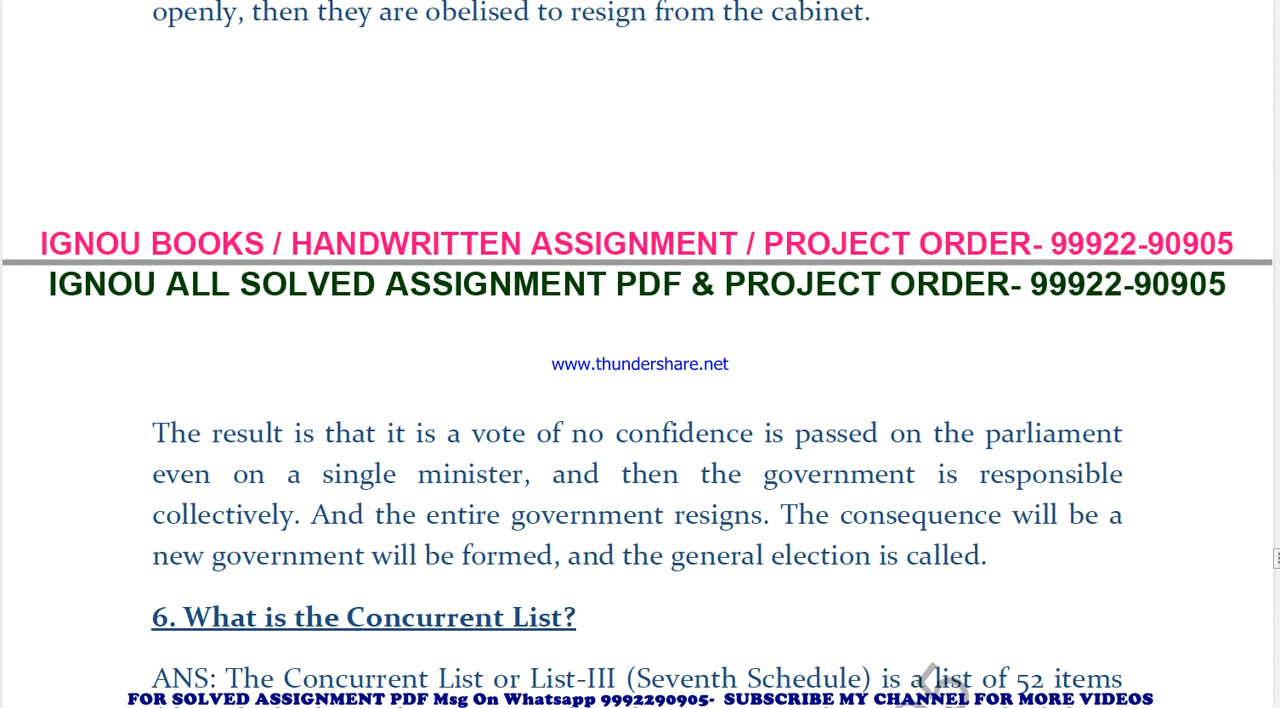 openly, then they are obelised to resign from the cabinet.
IGNOU BOOKS / HANDWRITTEN ASSIGNMENT / PROJECT ORDER- 99922-90905
IGNOU ALL SOLVED ASSIGNMENT PDF & PROJECT ORDER- 99922-90905
www.thundershare.net
The result is that it is a vote of no confidence is passed on the parliament
even on a single minister, and then the government is responsible
collectively. And the entire government resigns. The consequence will be a
new government will be formed, and the general election is called.
6. What is the Concurrent List?
ANS: The Concurrent List or List-III (Seventh Schedule) is a list of 52 items
FOR SOLVED ASSIGNMENT PDF Msg On Whatsapp 9992290905- SUBSCRIBE MY CHANNEL FOR MORE VIDEOS